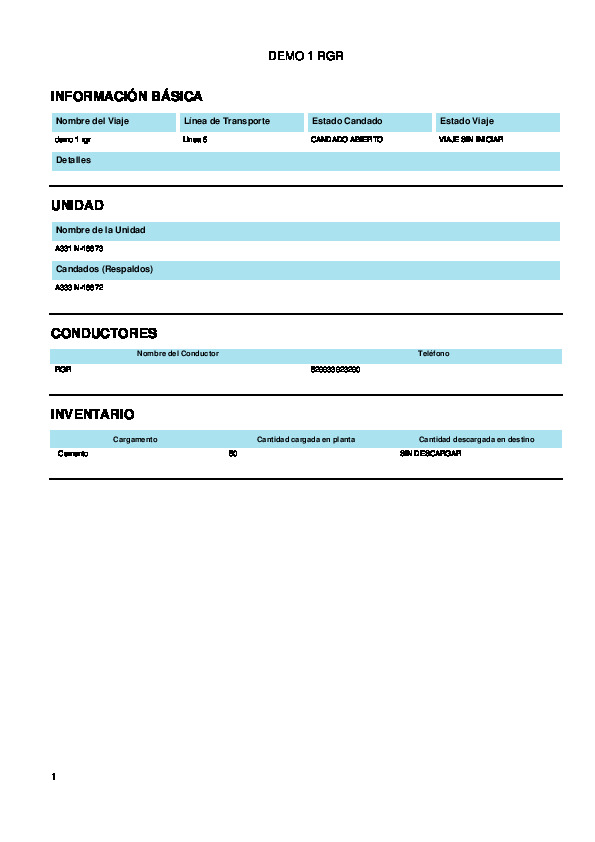 DEMO 1 RGR
INFORMACIÓN BÁSICA
Nombre del Viaje Línea de Transporte Estado Candado Estado Viaje
demo 1 rgr Linea 5 CANDADO ABIERTO VIAJE SIN INICIAR
Detalles
UNIDAD
Nombre de la Unidad
A331 N-16673
Candados (Respaldos)
A333 N-16672
CONDUCTORES
Nombre del Conductor Teléfono
RGR
INVENTARIO
Cargamento Cantidad cargada en planta Cantidad descargada en destino
Cemento SIN DESCARGAR
1